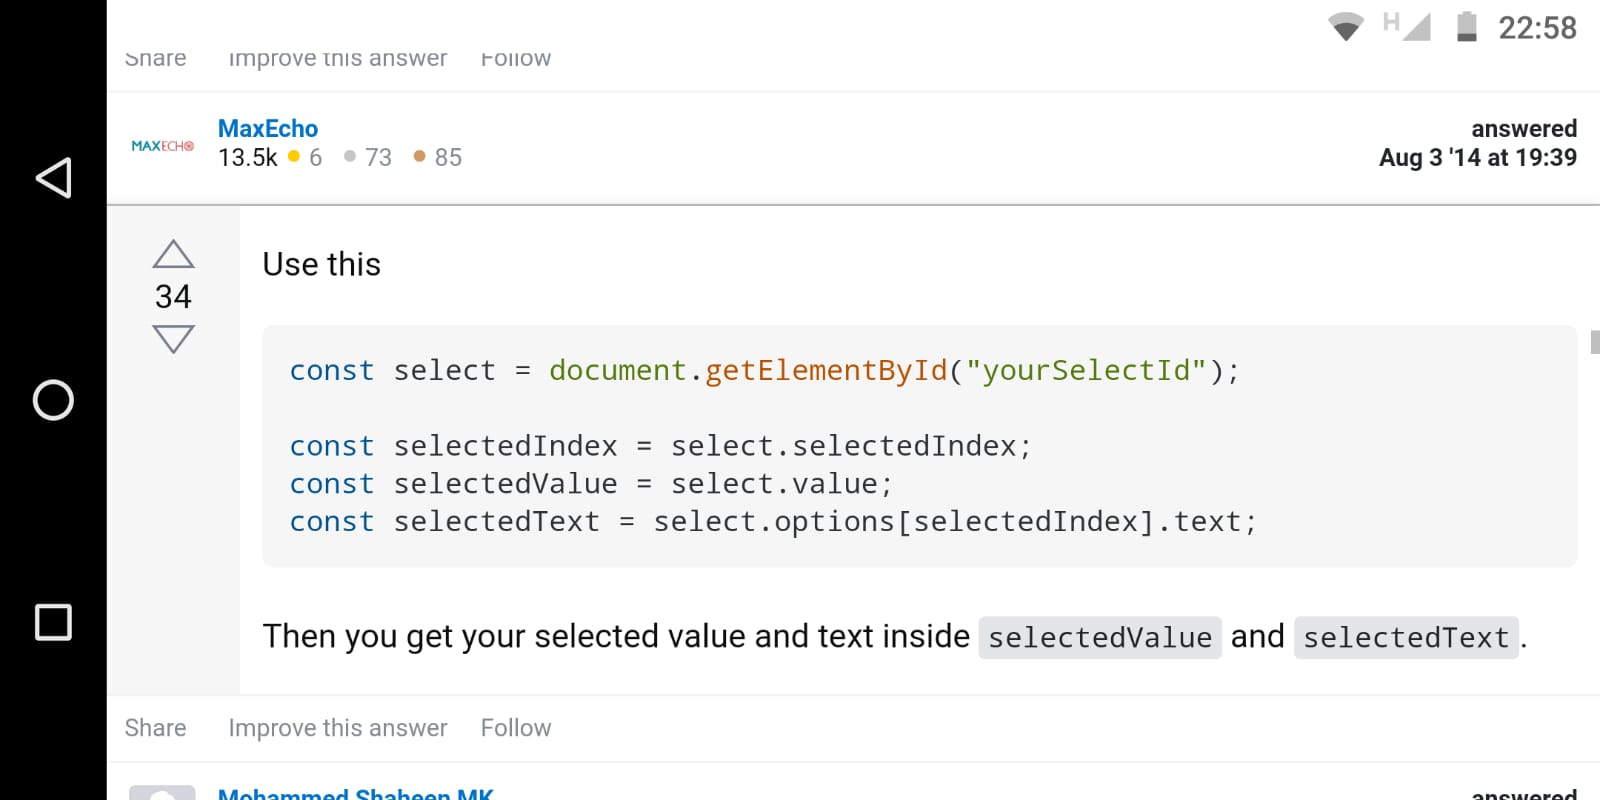 22:58
Share Improve this answer Follow
MAXECHO
MaxEcho
13.5k 6 73 85
answered
Aug 3 '14 at 19:39
34
Use this
const select = document.getElementById("yourSelectId");
const selectedIndex = select.selectedIndex;
const selectedValue = select.value;
const selectedText = select.options[selectedIndex].text;
Then you get your selected value and text inside selectedValue and selectedText.
Share Improve this answer Follow
Mohammed Shaheen MK
answered